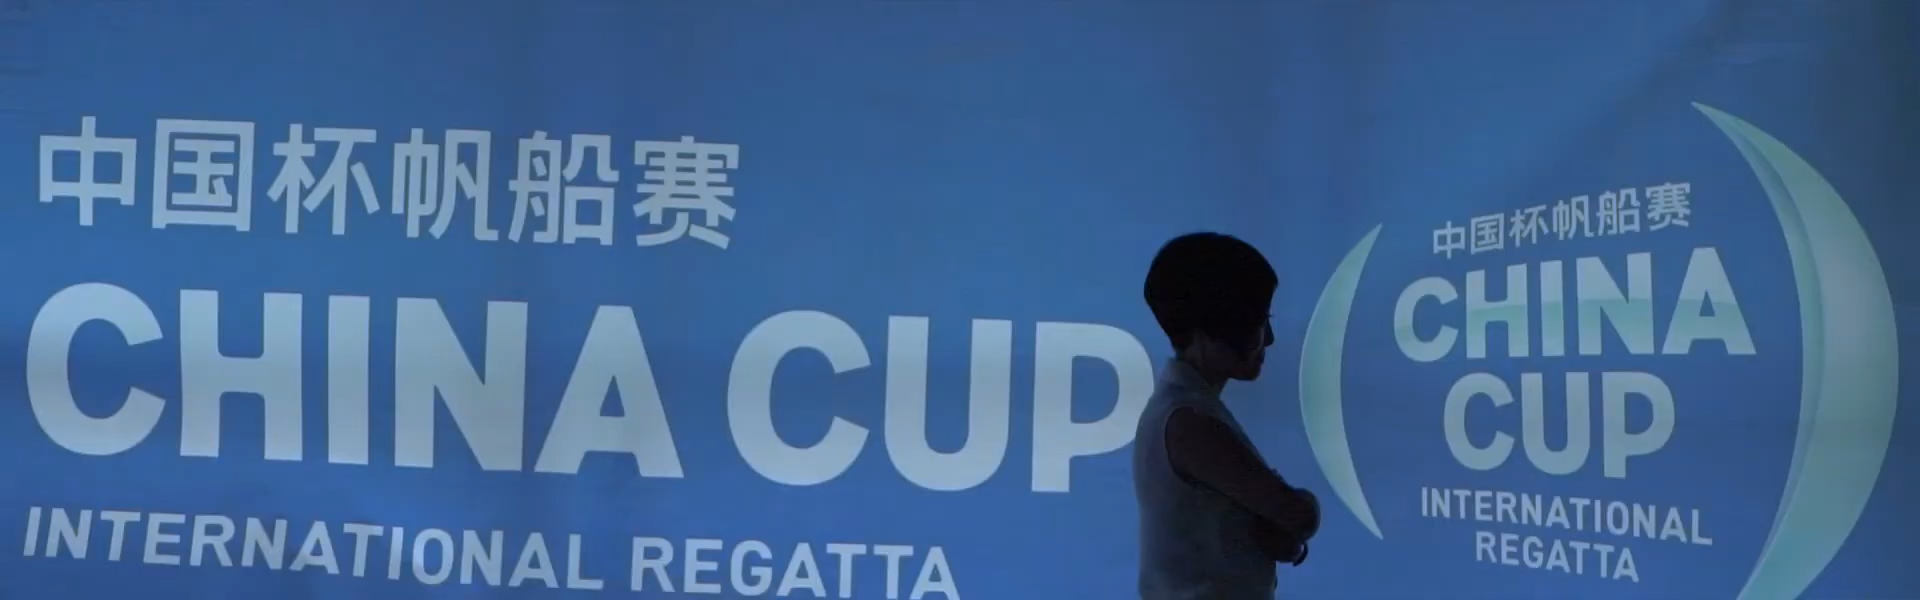 中国杯帆船赛
CHINA CUP
INTERNATIONAL REGATTA
中国杯帆船赛
CHINA
CUP
INTERNATIONAL
REGATTA